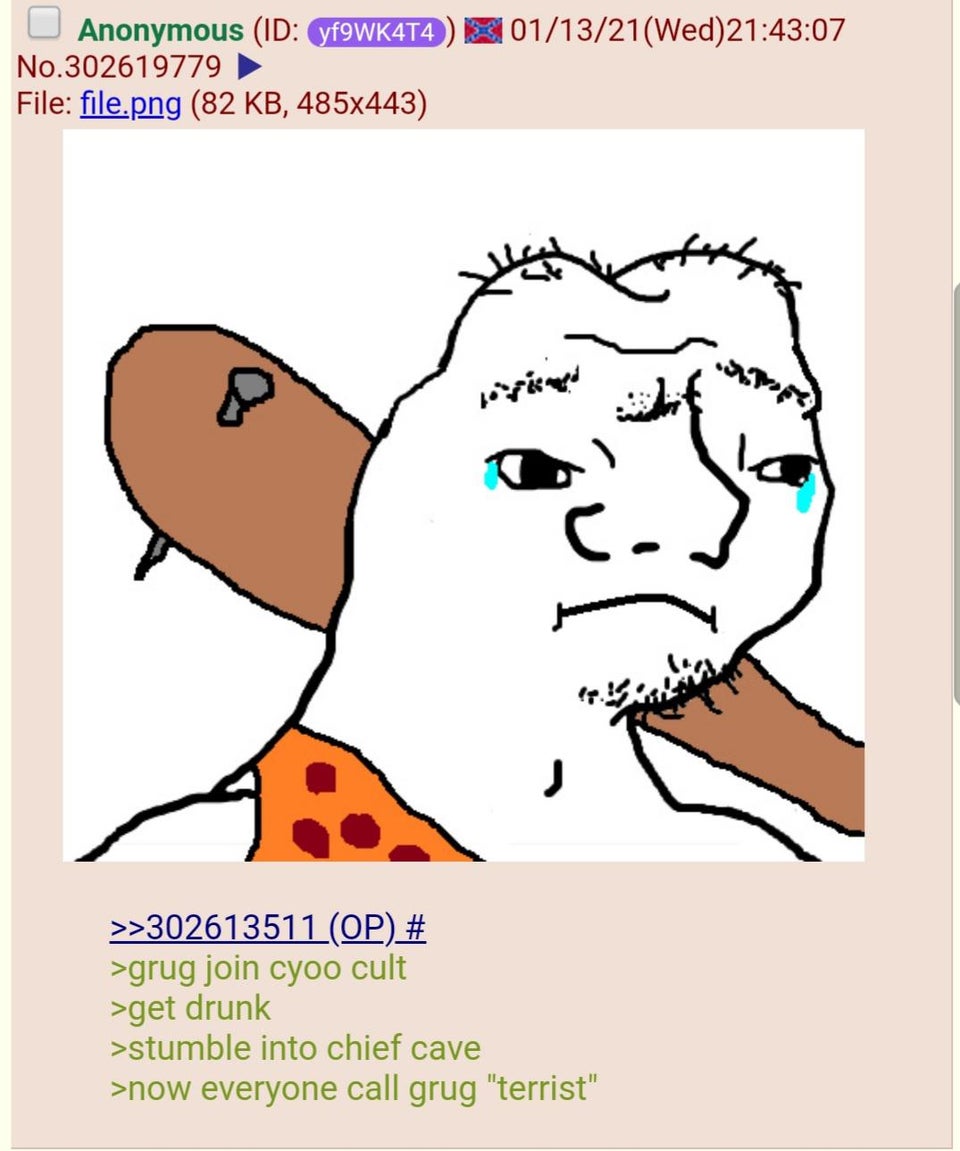 Anonymous (ID: yf9WK4T4) 01/13/21(Wed)21:43:07
No.302619779
File: file.png (82 KB, 485x443)
>>302613511 (OP) #
>grug join cyoo cult
>get drunk
>stumble into chief cave
>now everyone call grug "terrist"